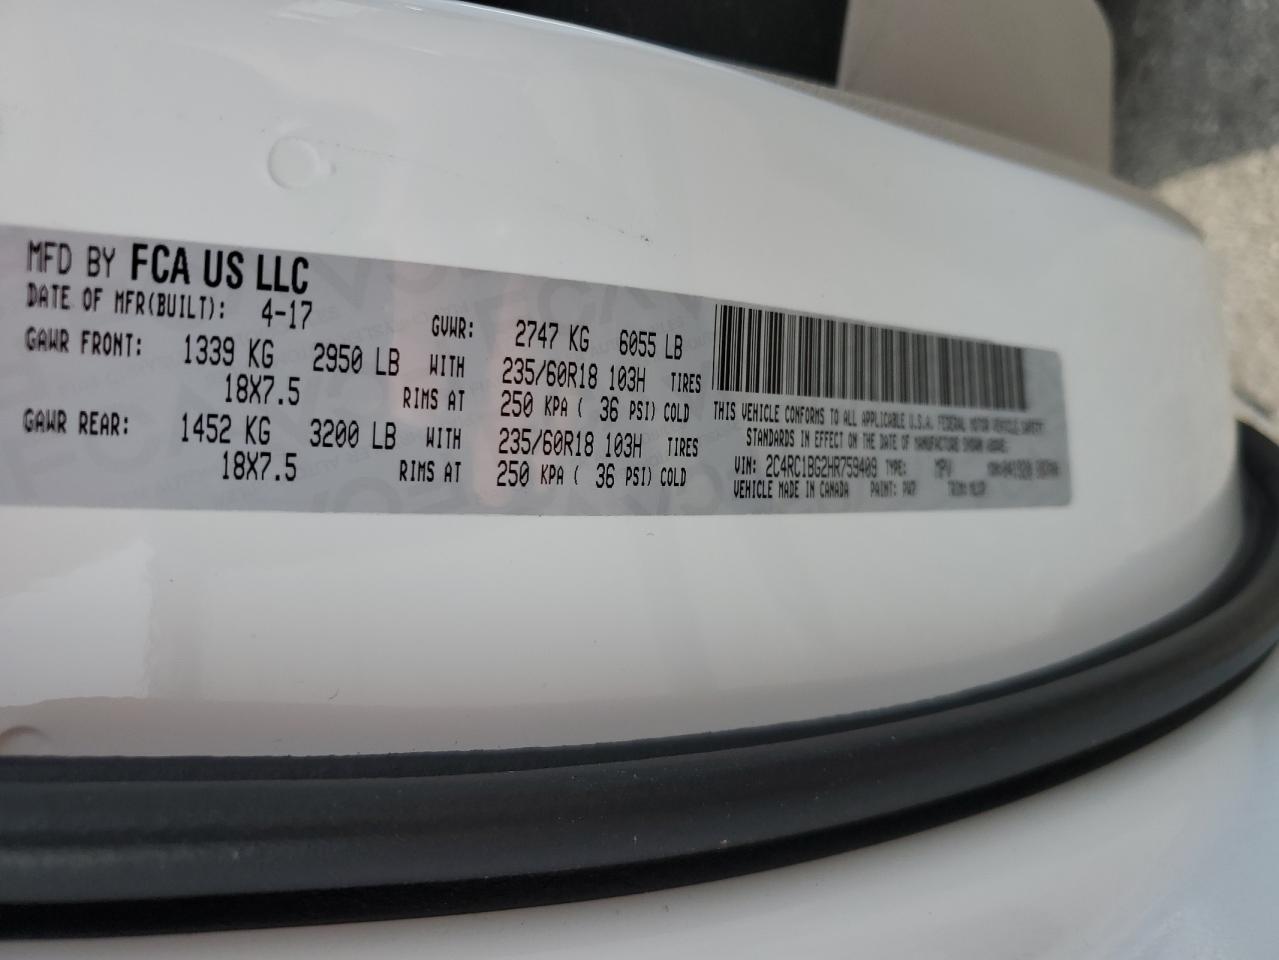 MFD BY FCA US LLC
DATE OF MFR(BUILT): 4-17 GVWR: 2747 KG 6055 LB
GAWR FRONT: 1339 KG 2950 LB WITH 235/60R18 103H TIRES
18X7.5 RIMS AT 250 KPA ( 36 PSI) COLD
GAWR REAR: 1452 KG 3200 LB WITH 235/60R18 103H TIRES
18X7.5 RIMS AT 250 KPA ( 36 PSI) COLD
THIS VEHICLE CONFORMS TO ALL APPLICABLE U.S.A. FEDERAL MOTOR VEHICLE SAFETY
STANDARDS IN EFFECT ON THE DATE OF MANUFACTURE SHOWN ABOVE:
VIN: 2C4RC1BG2HR759409 TYPE: MPV
VEHICLE MADE IN CANADA PAINT: PW7 TRIM: